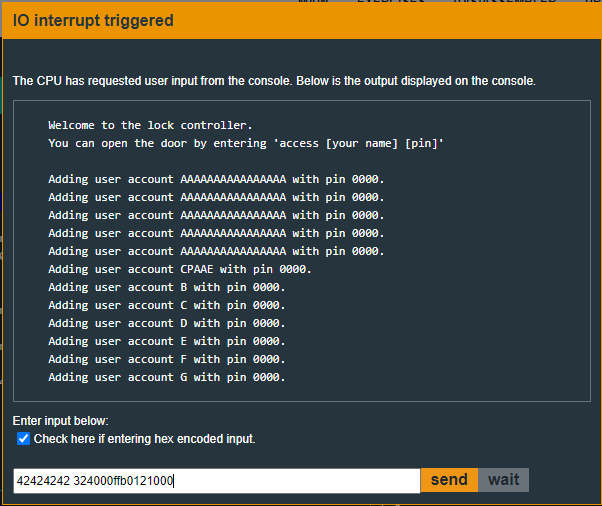 IO interrupt triggered
The CPU has requested user input from the console. Below is the output displayed on the console.
Welcome to the lock controller.
You can open the door by entering 'access [your name] [pin]'
Adding user account AAAAAAAAAAAAAAAA with pin 0000.
Adding user account AAAAAAAAAAAAAAAA with pin 0000.
Adding user account AAAAAAAAAAAAAAAA with pin 0000.
Adding user account AAAAAAAAAAAAAAAA with pin 0000.
Adding user account AAAAAAAAAAAAAAAA with pin 0000.
Adding user account CPAAE with pin 0000.
Adding user account B with pin 0000.
Adding user account C with pin 0000.
Adding user account D with pin 0000.
Adding user account E with pin 0000.
Adding user account F with pin 0000.
Adding user account G with pin 0000.
Enter input below:
Check here if entering hex encoded input.
42424242 324000ffb0121000
send wait